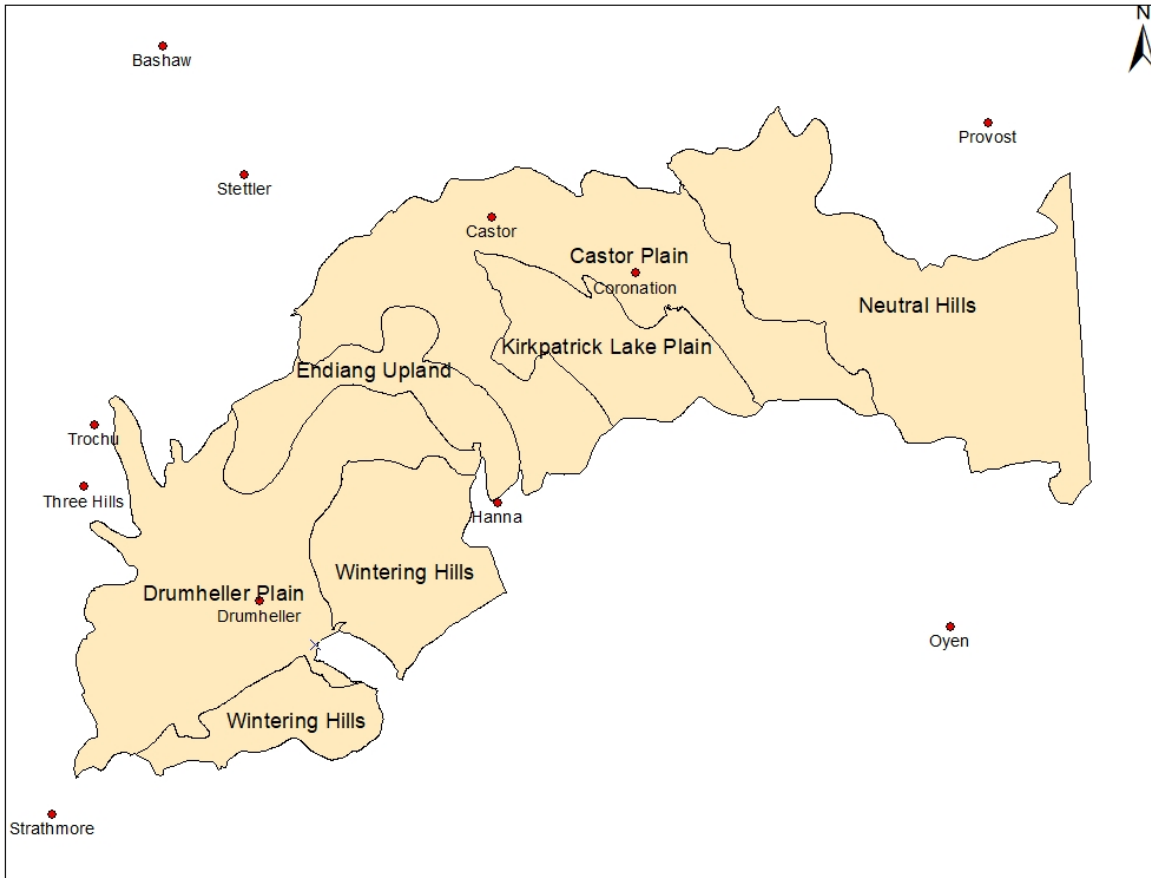 N
Bashaw
Provost
Stettler
Castor
Castor Plain
Coronation
Neutral Hills
Kirkpatrick Lake Plain
Endiang Upland
Trochu
Three Hills
Hanna
Wintering Hills
Drumheller Plain
Drumheller
Oyen
Wintering Hills
Strathmore